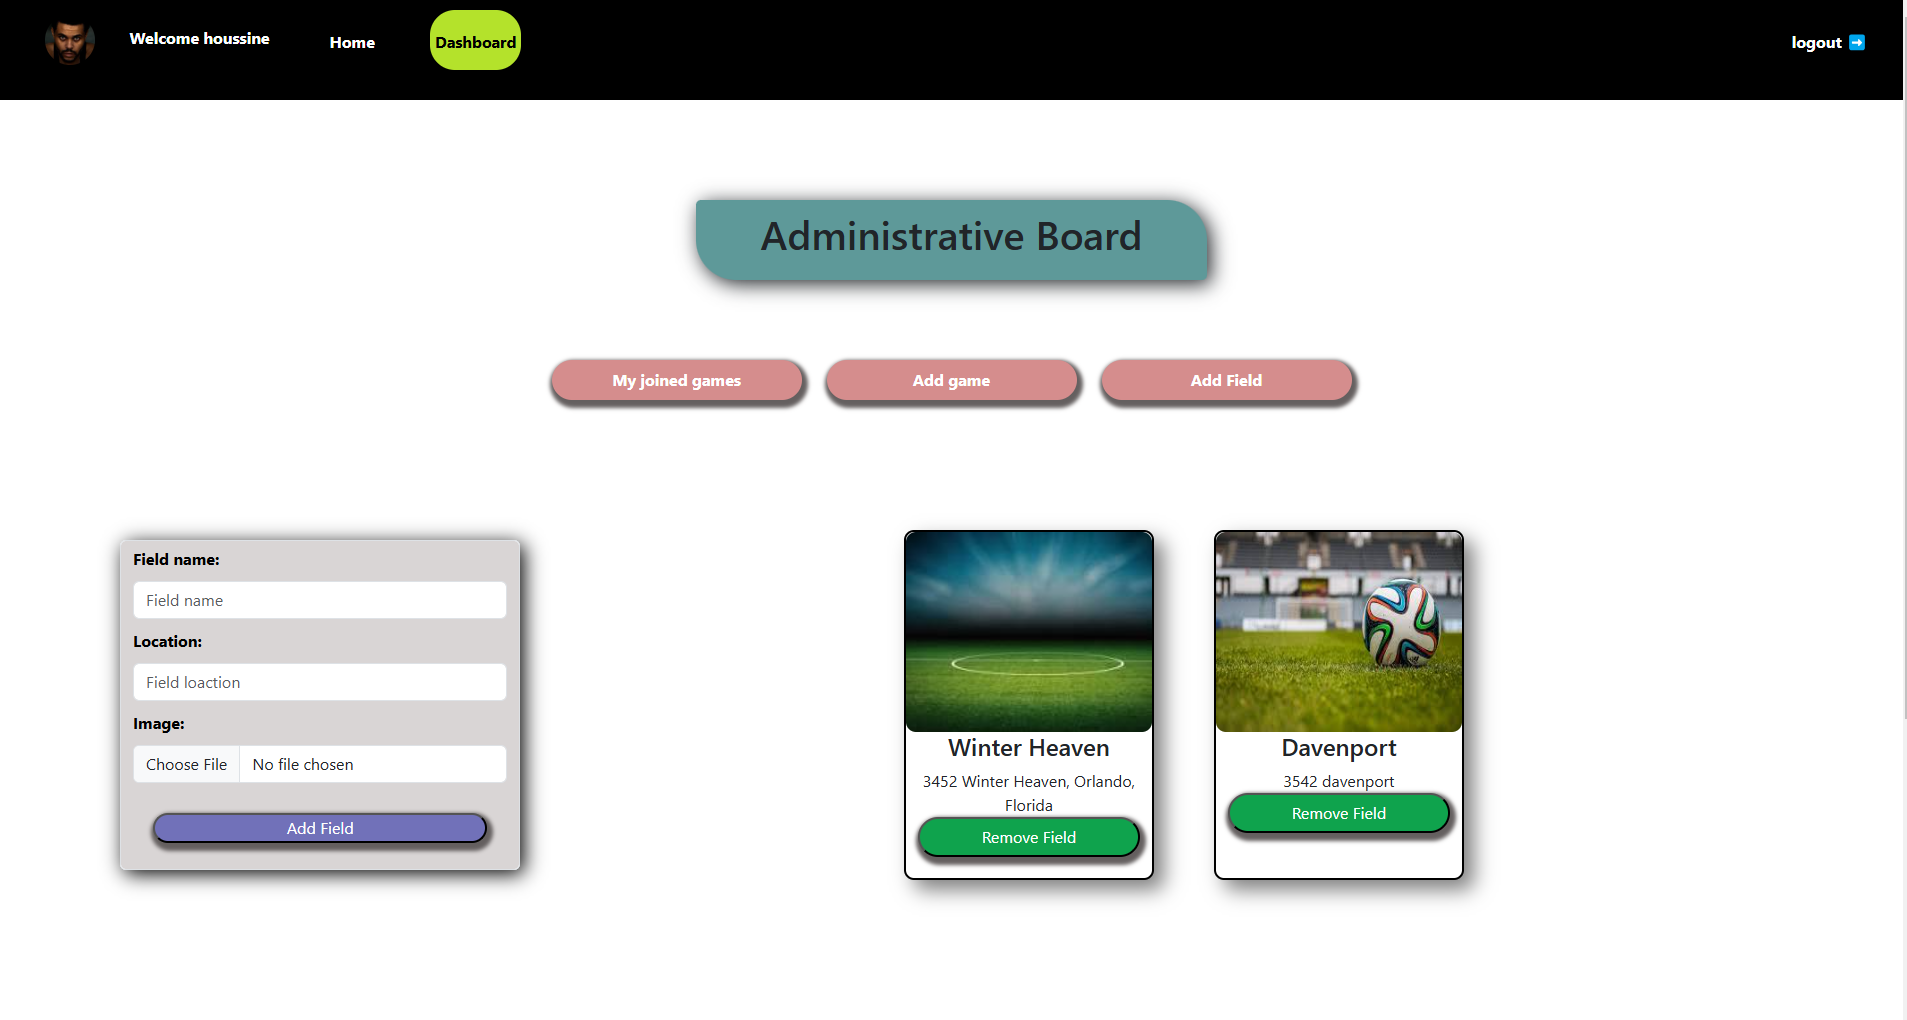 Welcome houssine
Home
Dashboard
logout ➡️
Administrative Board
My joined games
Add game
Add Field
Field name:
Field name
Location:
Field loaction
Image:
Choose File
No file chosen
Add Field
Winter Heaven
3452 Winter Heaven, Orlando,
Florida
Remove Field
Davenport
3542 davenport
Remove Field